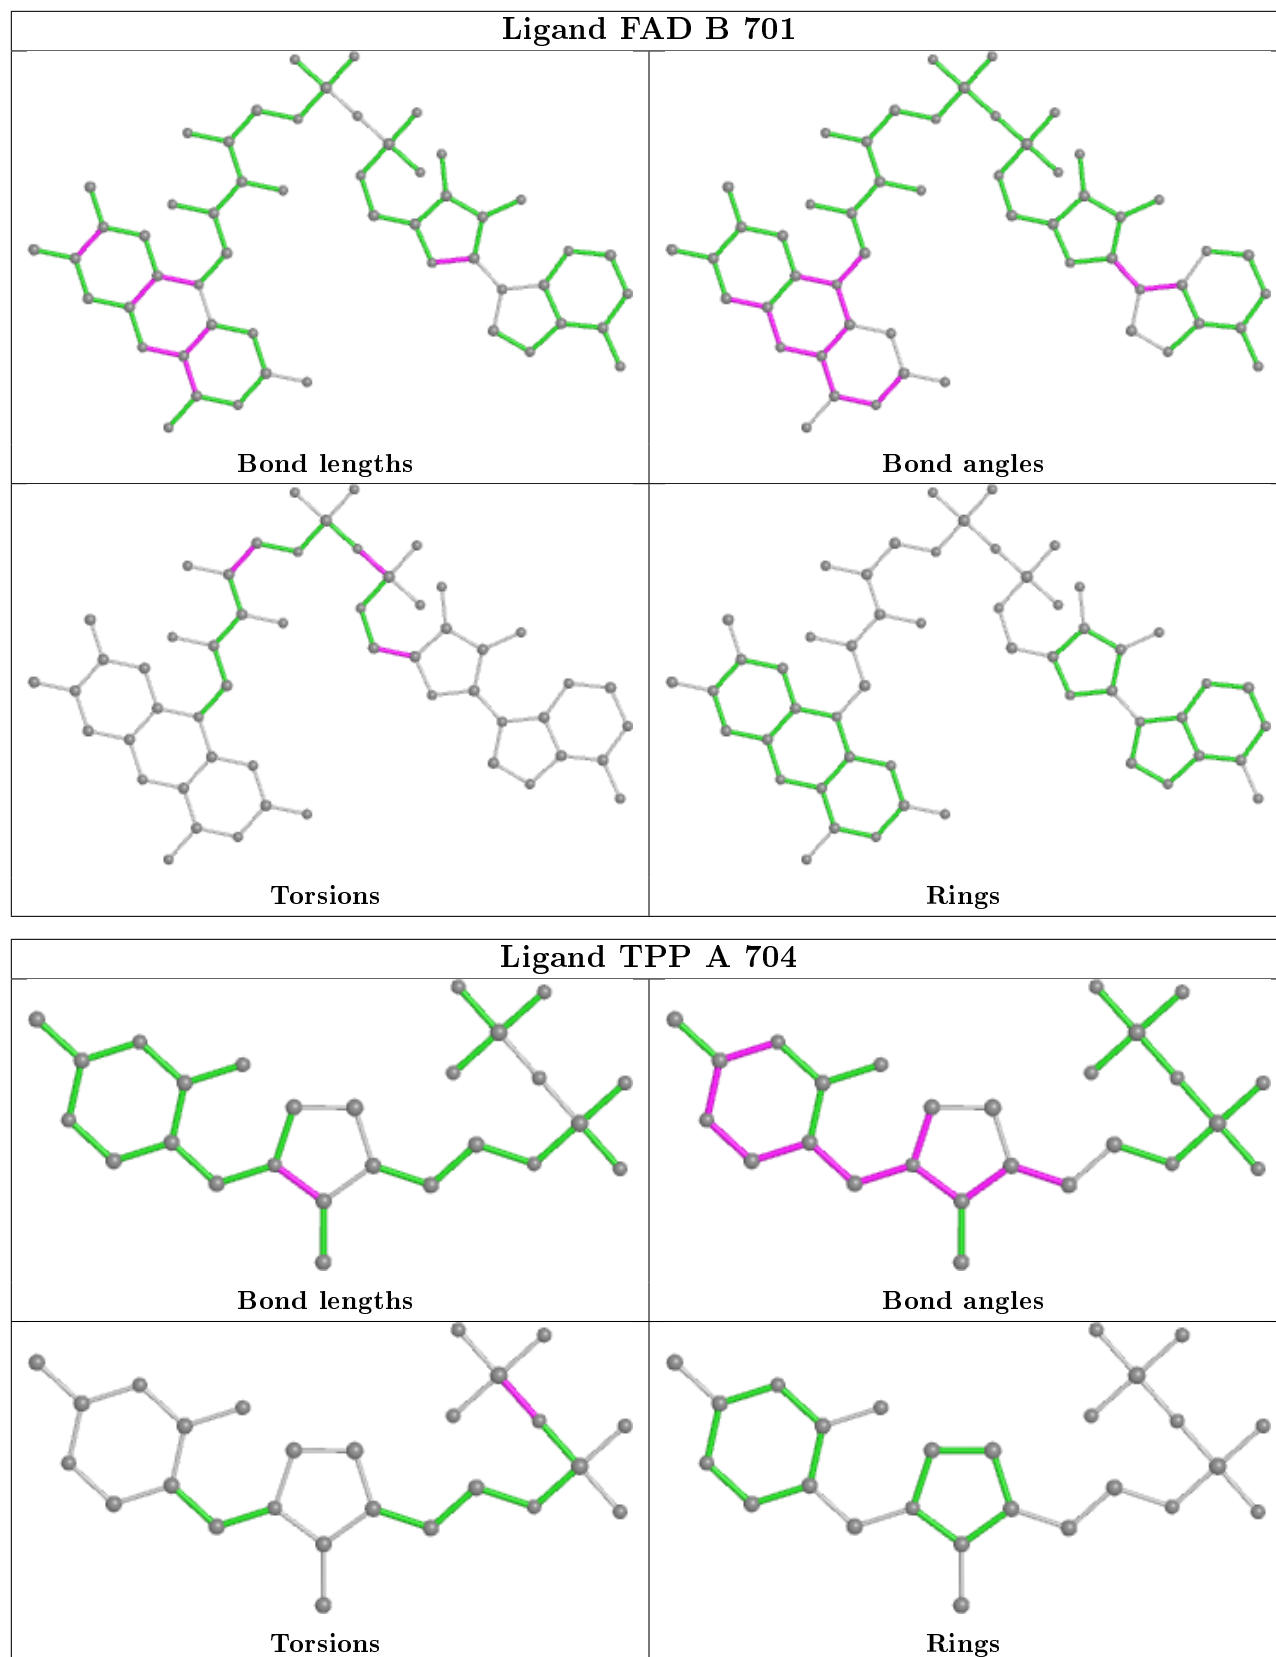 Ligand FAD B 701
Bond lengths
Bond angles
Torsions
Rings
Ligand TPP A 704
Bond lengths
Bond angles
Torsions
Rings